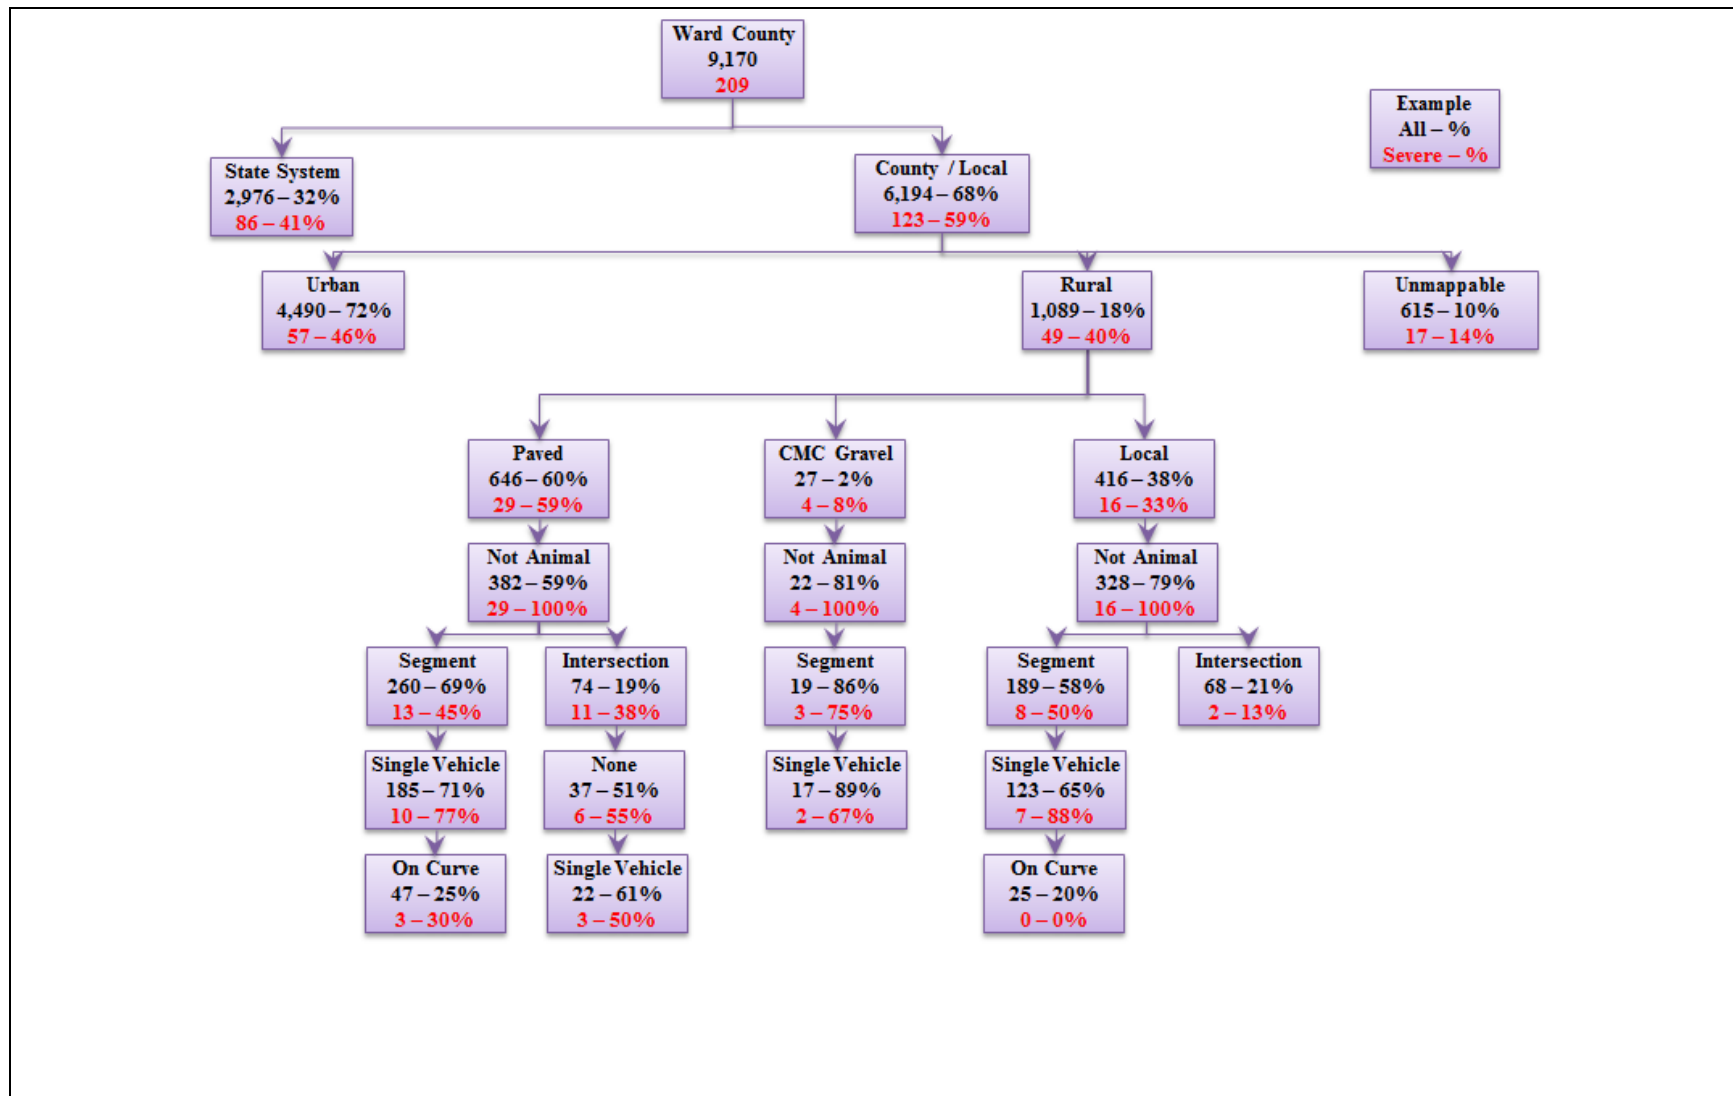 Ward County
9,170
209
Example
All – %
Severe – %
State System
2,976 – 32%
86 – 41%
County / Local
6,194 – 68%
123 – 59%
Urban
4,490 – 72%
57 – 46%
Rural
1,089 – 18%
49 – 40%
Unmappable
615 – 10%
17 – 14%
Paved
646 – 60%
29 – 59%
CMC Gravel
27 – 2%
4 – 8%
Local
416 – 38%
16 – 33%
Not Animal
382 – 59%
29 – 100%
Not Animal
22 – 81%
4 – 100%
Not Animal
328 – 79%
16 – 100%
Segment
260 – 69%
13 – 45%
Intersection
74 – 19%
11 – 38%
Segment
19 – 86%
3 – 75%
Segment
189 – 58%
8 – 50%
Intersection
68 – 21%
2 – 13%
Single Vehicle
185 – 71%
10 – 77%
None
37 – 51%
6 – 55%
Single Vehicle
17 – 89%
2 – 67%
Single Vehicle
123 – 65%
7 – 88%
On Curve
47 – 25%
3 – 30%
Single Vehicle
22 – 61%
3 – 50%
On Curve
25 – 20%
0 – 0%